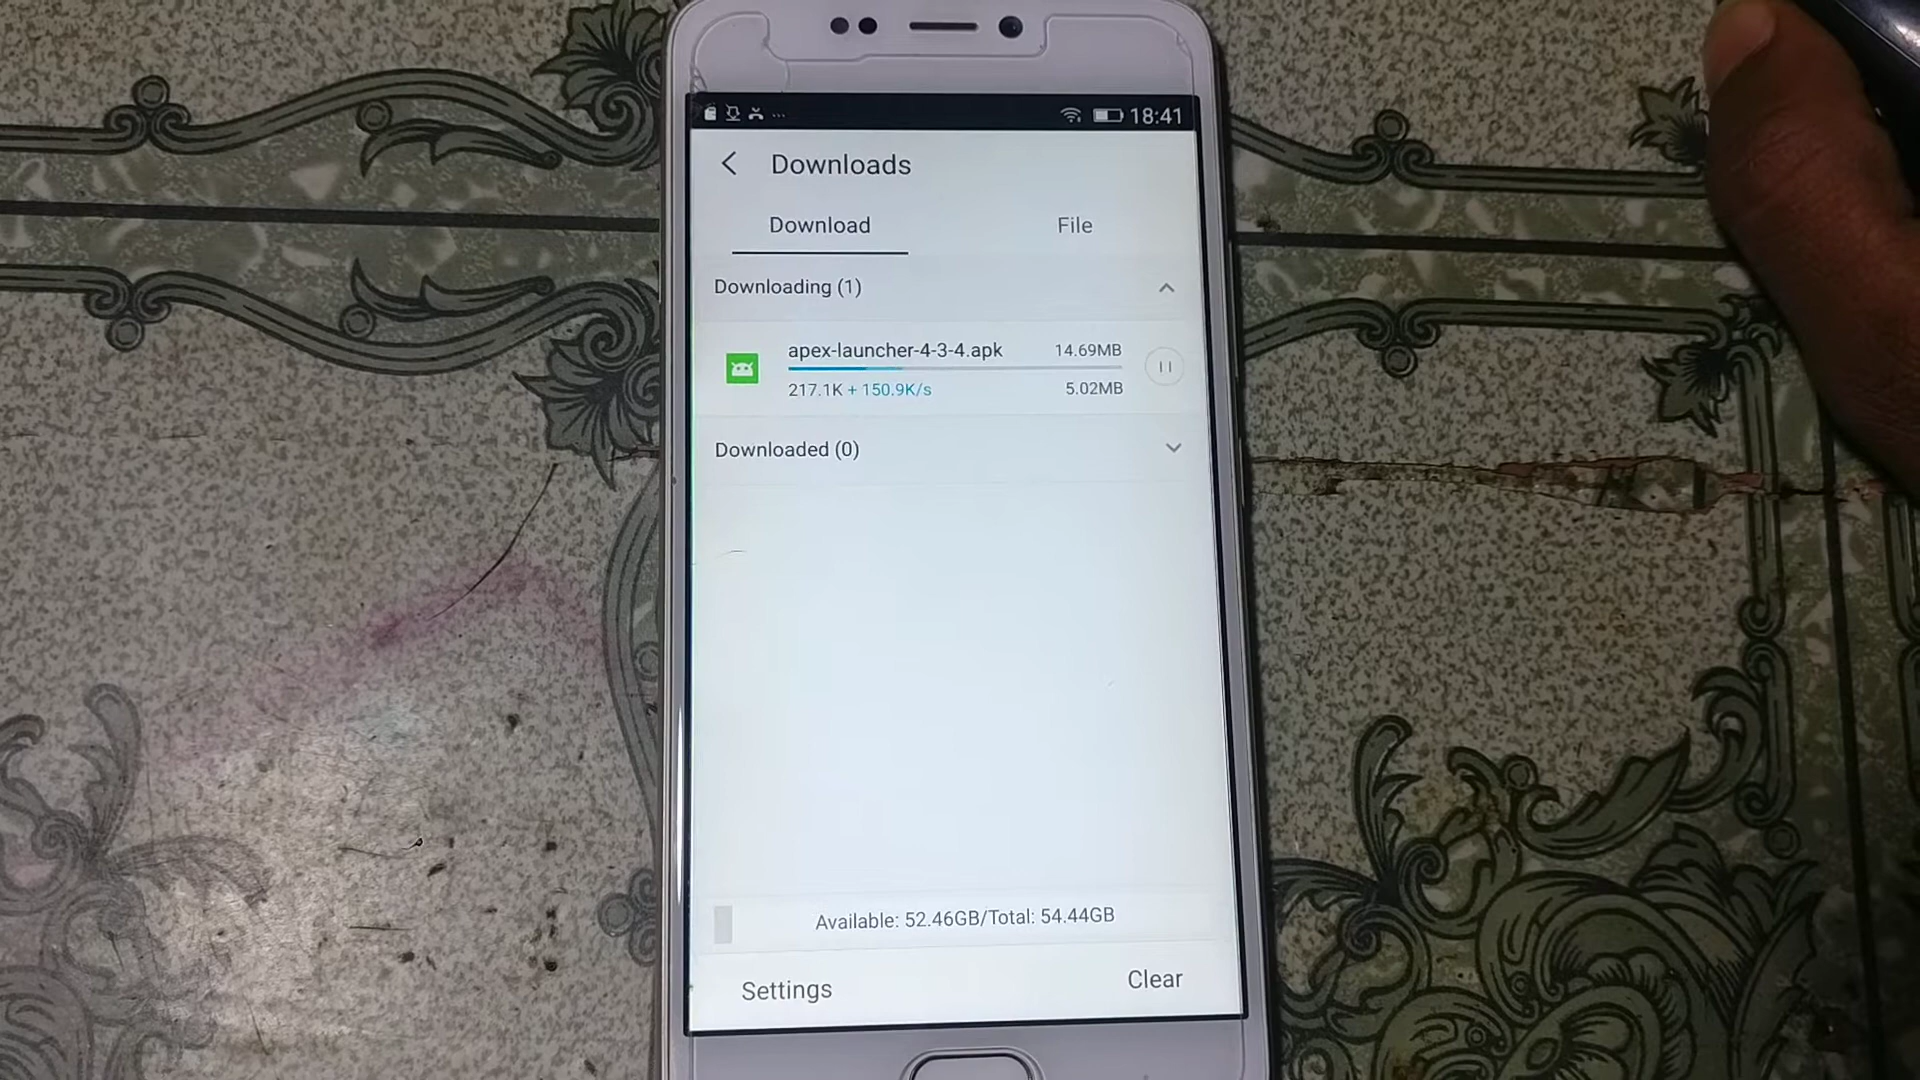 18:41
Downloads
Download File
Downloading (1)
apex-launcher-4-3-4.apk 14.69MB
217.1K + 150.9K/s 5.02MB
Downloaded (0)
Available: 52.46GB/Total: 54.44GB
Settings Clear